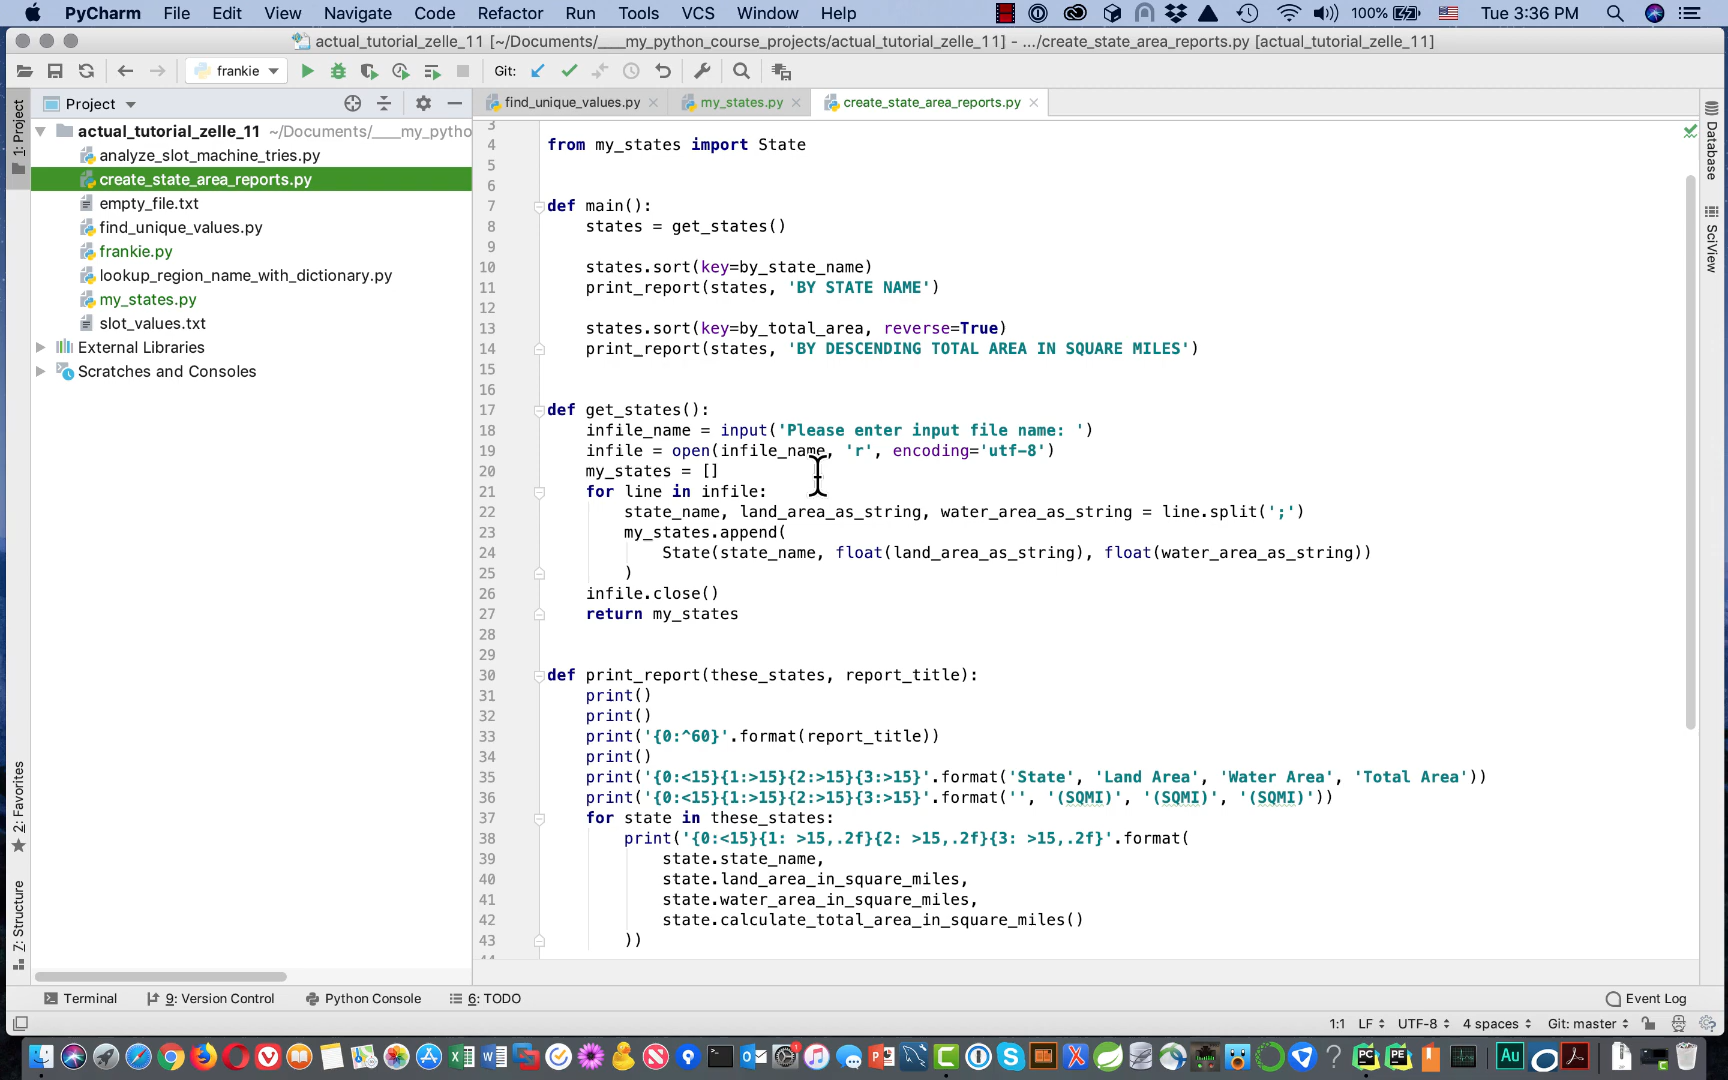 PyCharm File Edit View Navigate Code Refactor Run Tools VCS Window Help 100% Tue 3:36 PM
actual_tutorial_zelle_11 [~/Documents/___my_python_course_projects/actual_tutorial_zelle_11] - .../create_state_area_reports.py [actual_tutorial_zelle_11]
frankie Git:
Project find_unique_values.py my_states.py create_state_area_reports.py
1: Project
actual_tutorial_zelle_11 ~/Documents/___my_pytho
analyze_slot_machine_tries.py
create_state_area_reports.py
empty_file.txt
find_unique_values.py
frankie.py
lookup_region_name_with_dictionary.py
my_states.py
slot_values.txt
External Libraries
Scratches and Consoles
2: Favorites
Z: Structure
3
4 from my_states import State
5
6
7 def main():
8 states = get_states()
9
10 states.sort(key=by_state_name)
11 print_report(states, 'BY STATE NAME')
12
13 states.sort(key=by_total_area, reverse=True)
14 print_report(states, 'BY DESCENDING TOTAL AREA IN SQUARE MILES')
15
16
17 def get_states():
18 infile_name = input('Please enter input file name: ')
19 infile = open(infile_name, 'r', encoding='utf-8')
20 my_states = []
21 for line in infile:
22 state_name, land_area_as_string, water_area_as_string = line.split(';')
23 my_states.append(
24 State(state_name, float(land_area_as_string), float(water_area_as_string))
25 )
26 infile.close()
27 return my_states
28
29
30 def print_report(these_states, report_title):
31 print()
32 print()
33 print('{0:^60}'.format(report_title))
34 print()
35 print('{0:<15}{1:>15}{2:>15}{3:>15}'.format('State', 'Land Area', 'Water Area', 'Total Area'))
36 print('{0:<15}{1:>15}{2:>15}{3:>15}'.format('', '(SQMI)', '(SQMI)', '(SQMI)'))
37 for state in these_states:
38 print('{0:<15}{1: >15,.2f}{2: >15,.2f}{3: >15,.2f}'.format(
39 state.state_name,
40 state.land_area_in_square_miles,
41 state.water_area_in_square_miles,
42 state.calculate_total_area_in_square_miles()
43 ))
Database
SciView
Terminal 9: Version Control Python Console 6: TODO Event Log
1:1 LF UTF-8 4 spaces Git: master
PC PE Au